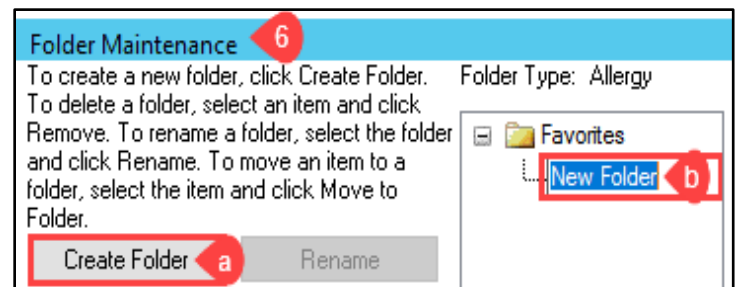 Folder Maintenance 6
To create a new folder, click Create Folder.
To delete a folder, select an item and click
Remove. To rename a folder, select the folder
and click Rename. To move an item to a
folder, select the item and click Move to
Folder.
Create Folder a Rename
Folder Type: Allergy
Favorites
New Folder b